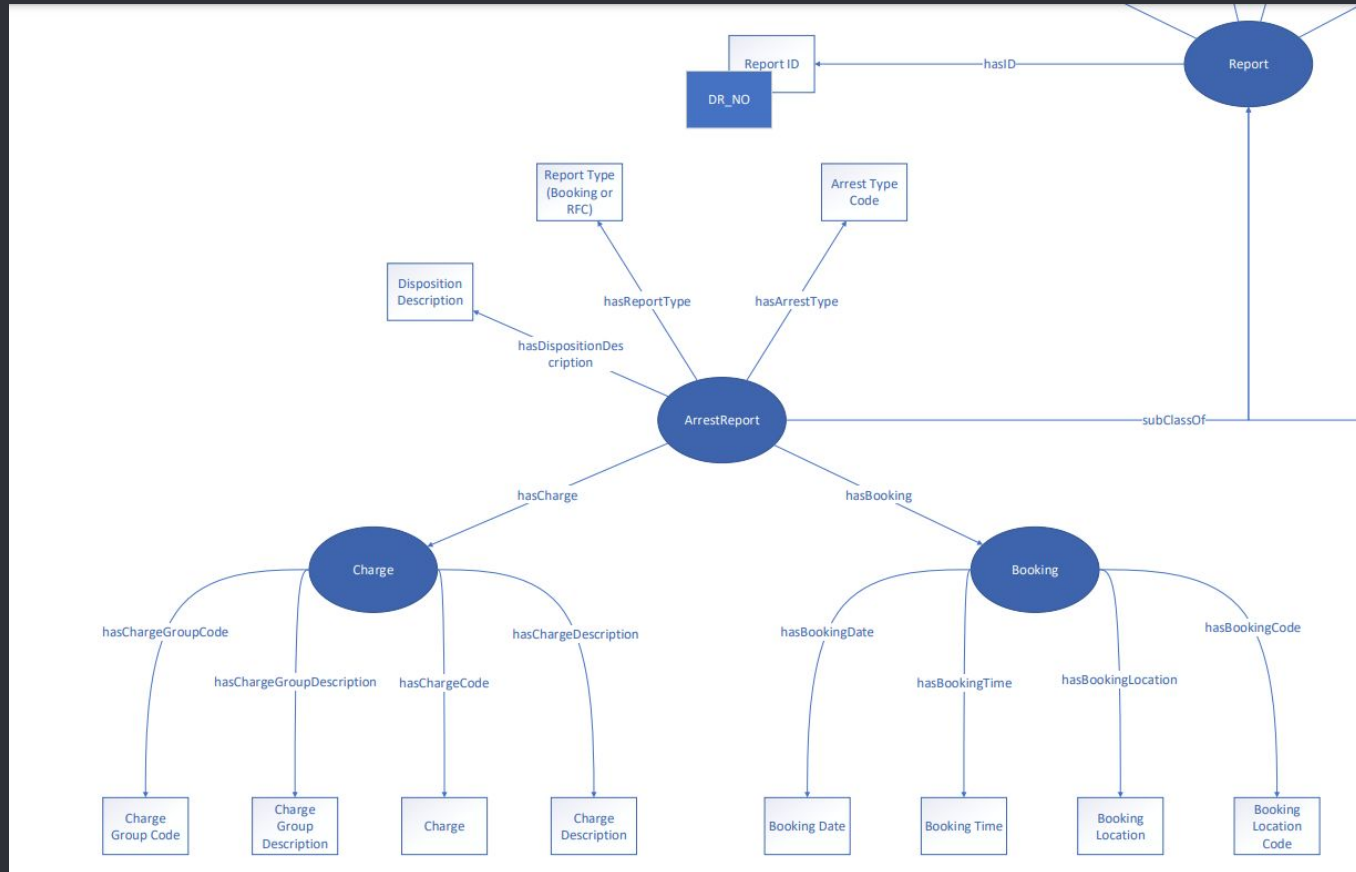 Report ID
hasID
Report
DR_NO
Report Type
(Booking or
RFC)
Arrest Type
Code
Disposition
Description
hasReportType
hasArrestType
hasDispositionDes
cription
ArrestReport
subClassOf
hasCharge
hasBooking
Charge
Booking
hasChargeGroupCode
hasChargeDescription
hasBookingDate
hasBookingCode
hasChargeGroupDescription
hasChargeCode
hasBookingTime
hasBookingLocation
Charge
Group Code
Charge
Group
Description
Charge
Charge
Description
Booking Date
Booking Time
Booking
Location
Booking
Location
Code